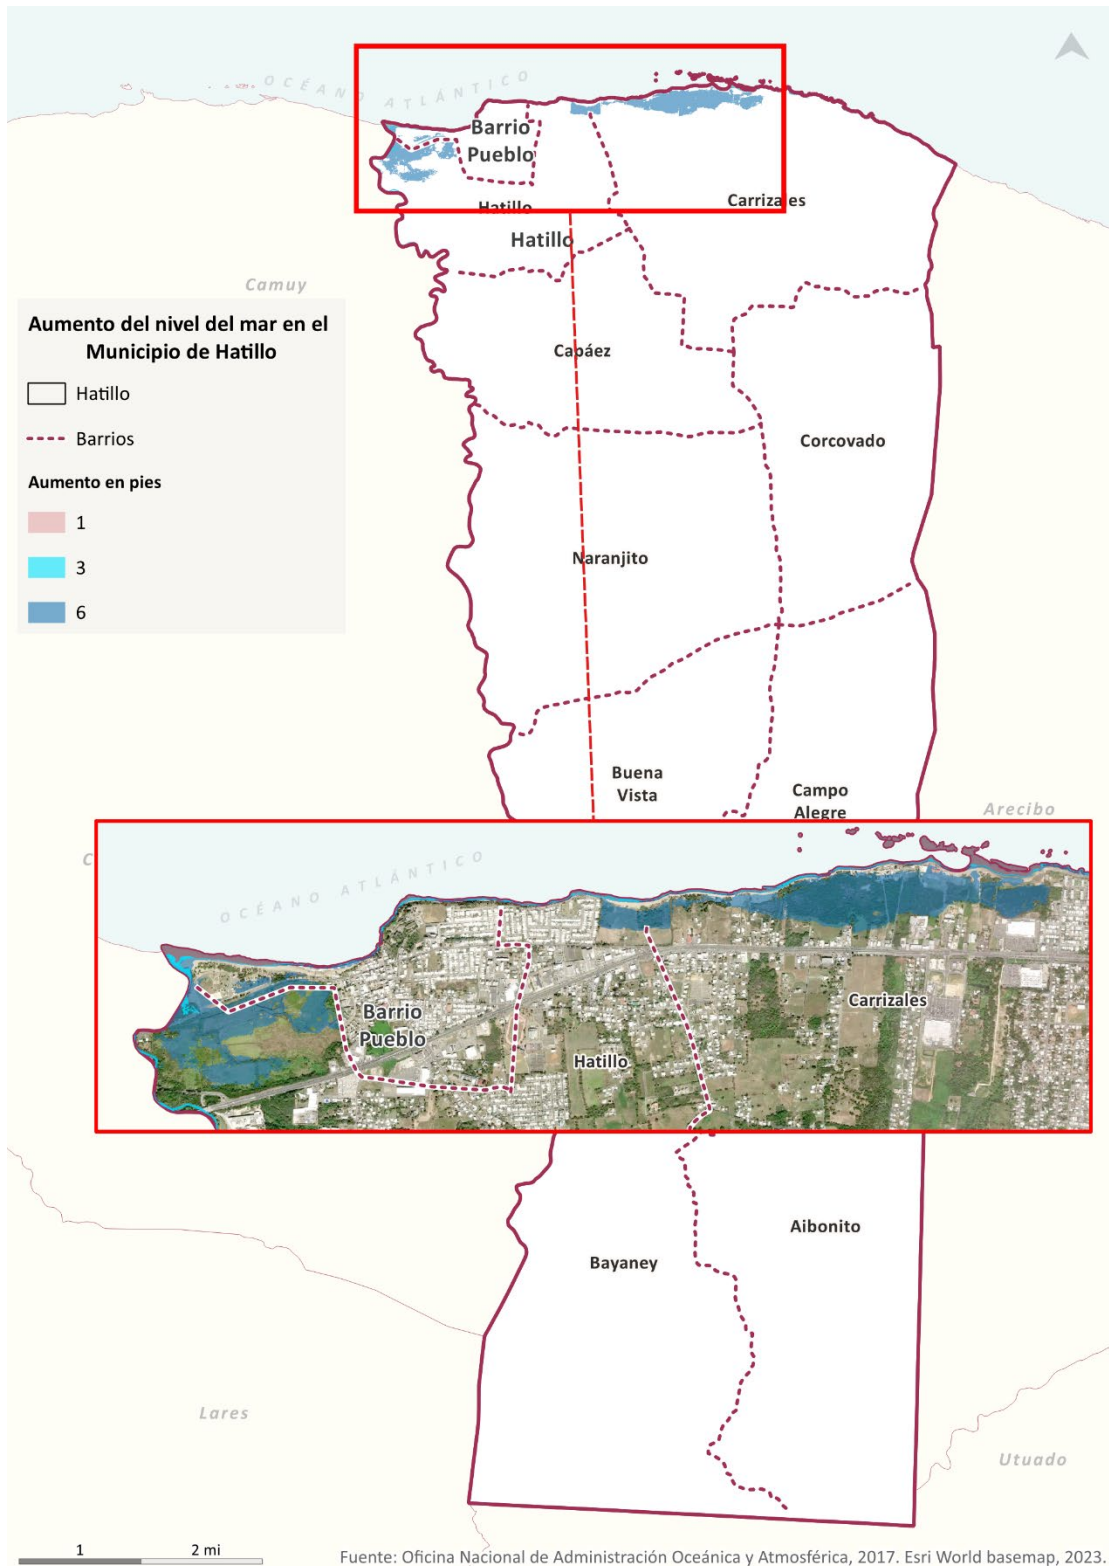 OCÉANO ATLÁNTICO
Barrio
Pueblo
Hatillo
Carrizales
Hatillo
Camuy
Aumento del nivel del mar en el
Municipio de Hatillo
Hatillo
Barrios
Aumento en pies
1
3
6
Capáez
Corcovado
Naranjito
Buena
Vista
Campo
Alegre
Arecibo
C
OCÉANO ATLÁNTICO
Barrio
Pueblo
Hatillo
Carrizales
Aibonito
Bayaney
Lares
Utuado
1 2 mi
Fuente: Oficina Nacional de Administración Oceánica y Atmosférica, 2017. Esri World basemap, 2023